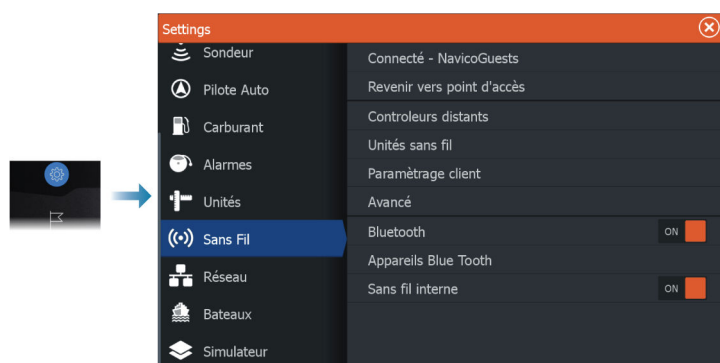 Settings
Sondeur
Pilote Auto
Carburant
Alarmes
Unités
Sans Fil
Réseau
Bateaux
Simulateur
Connecté - NavicoGuests
Revenir vers point d'accès
Controleurs distants
Unités sans fil
Paramètrage client
Avancé
Bluetooth ON
Appareils Blue Tooth
Sans fil interne ON